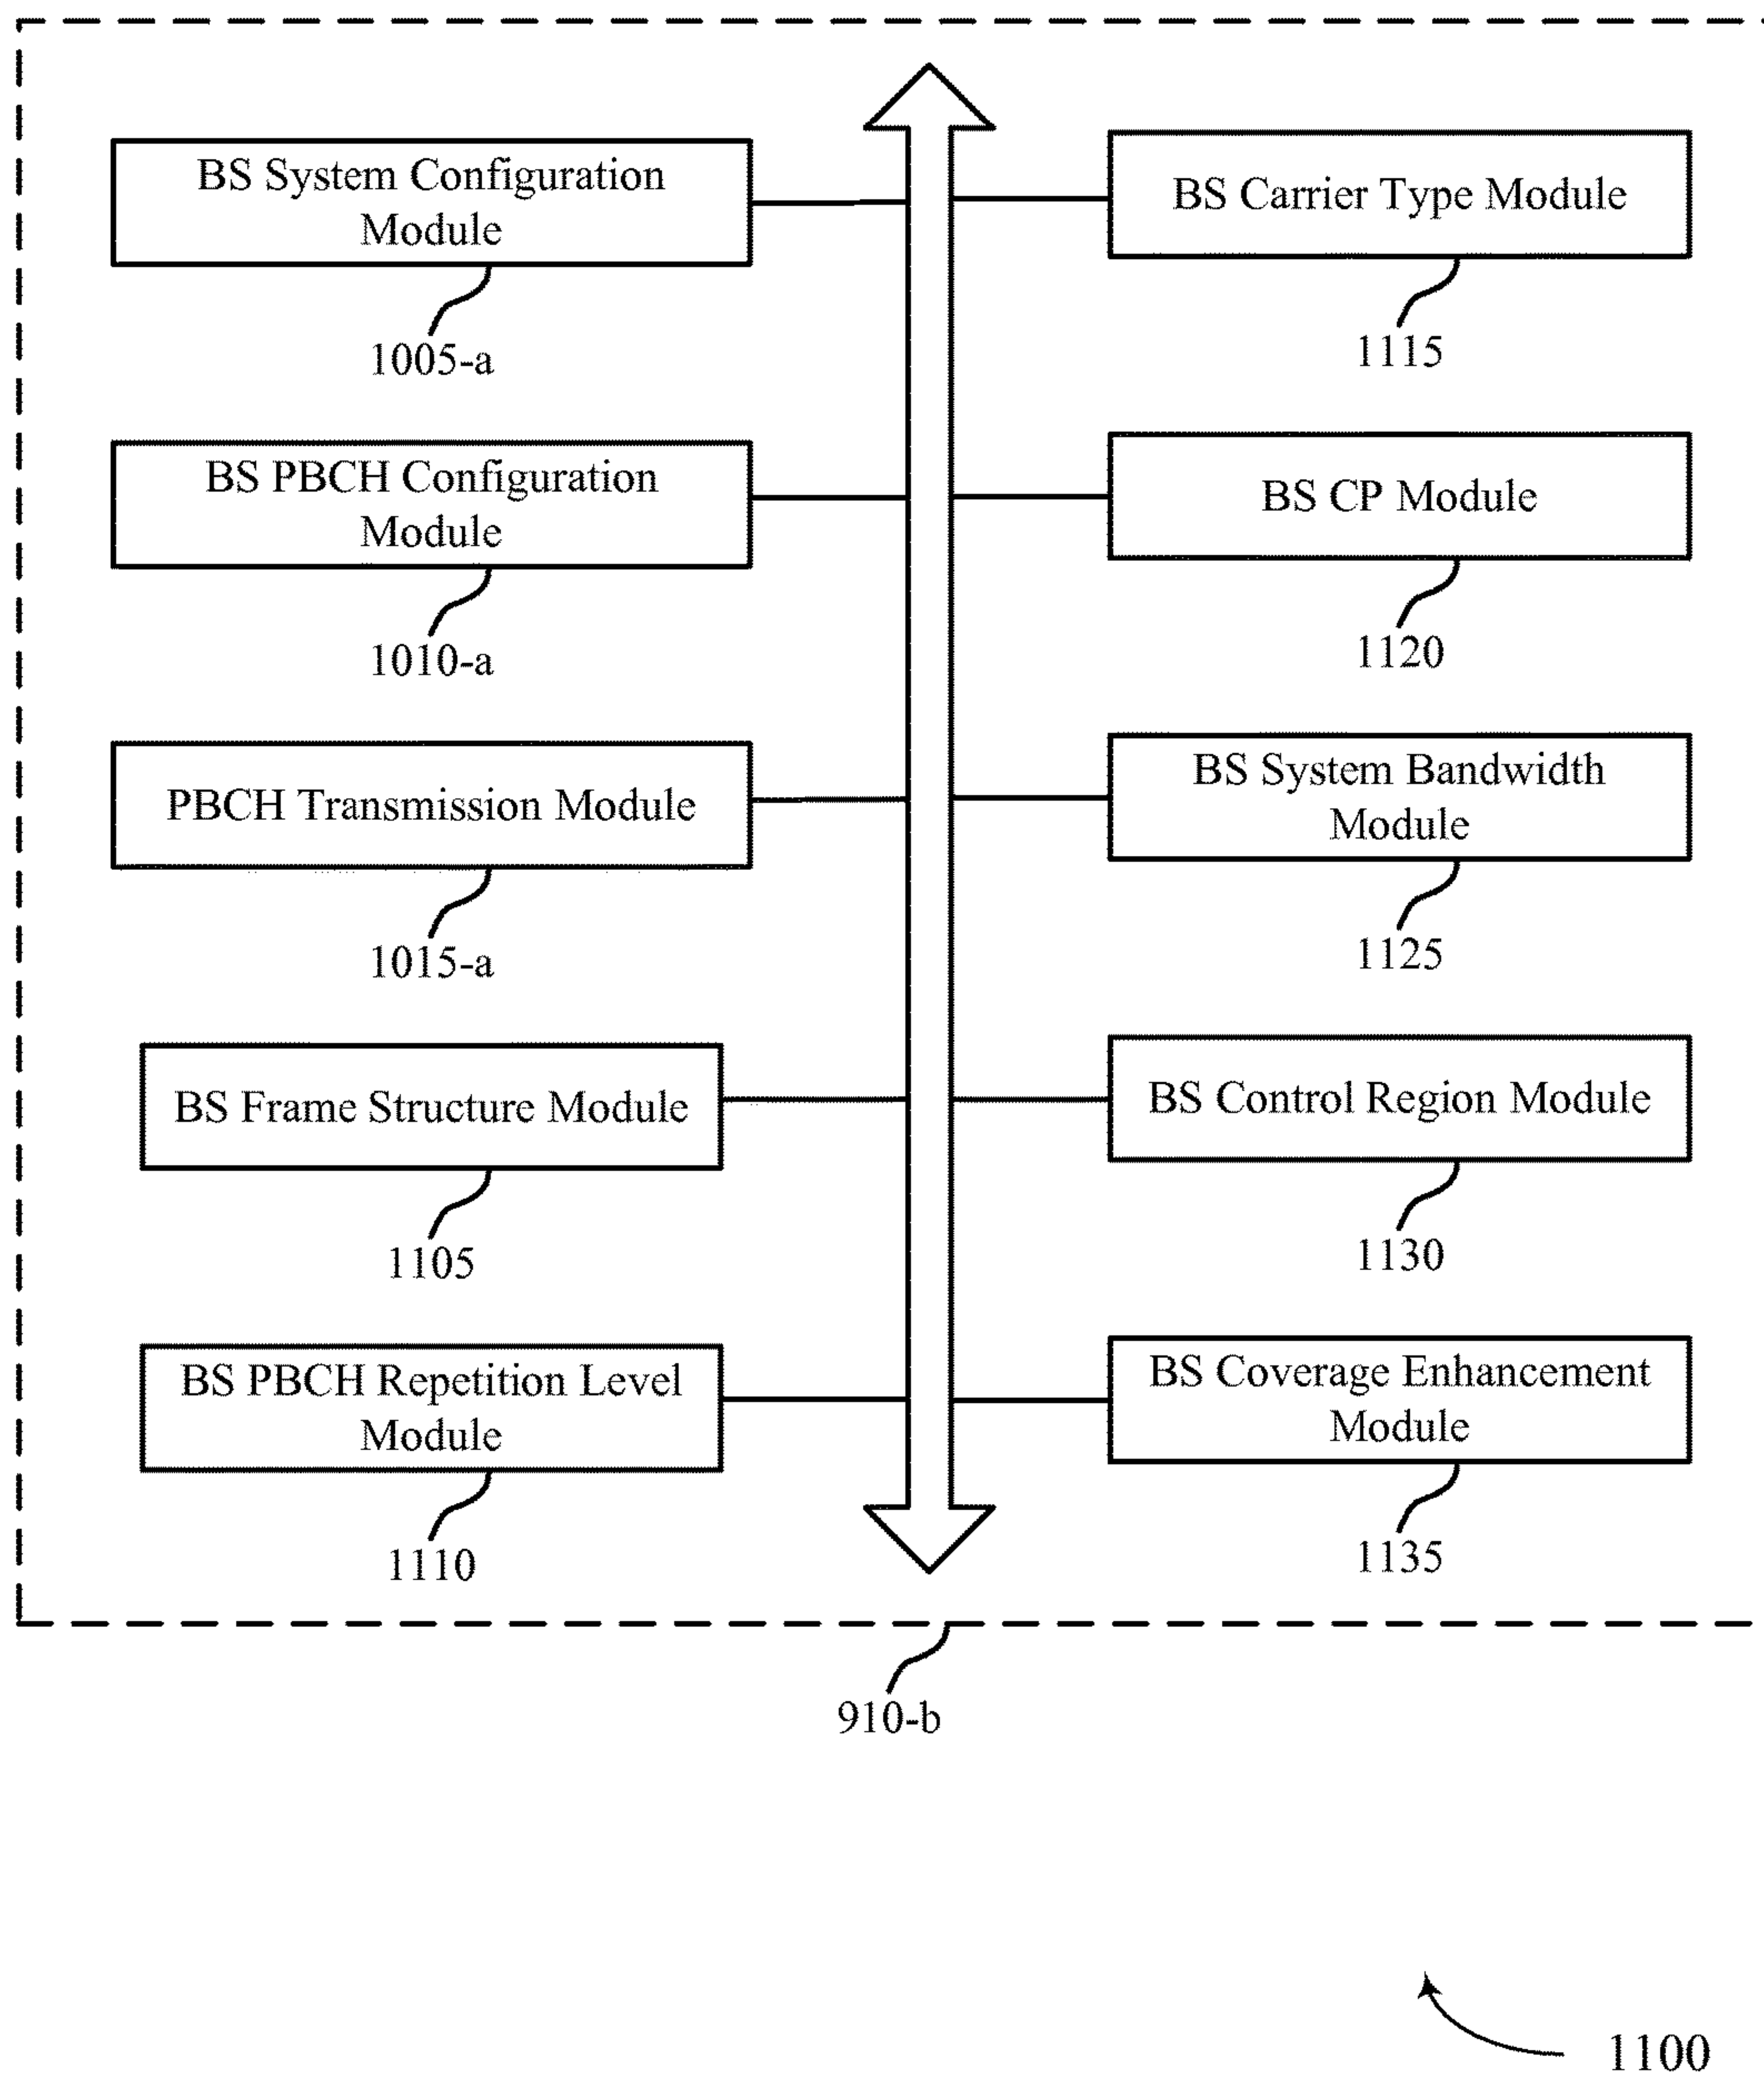 BS System Configuration
Module
1005-a
BS PBCH Configuration
Module
1010-a
PBCH Transmission Module
1015-a
BS Frame Structure Module
1105
BS PBCH Repetition Level
Module
1110
BS Carrier Type Module
1115
BS CP Module
1120
BS System Bandwidth
Module
1125
BS Control Region Module
1130
BS Coverage Enhancement
Module
1135
910-b
1100